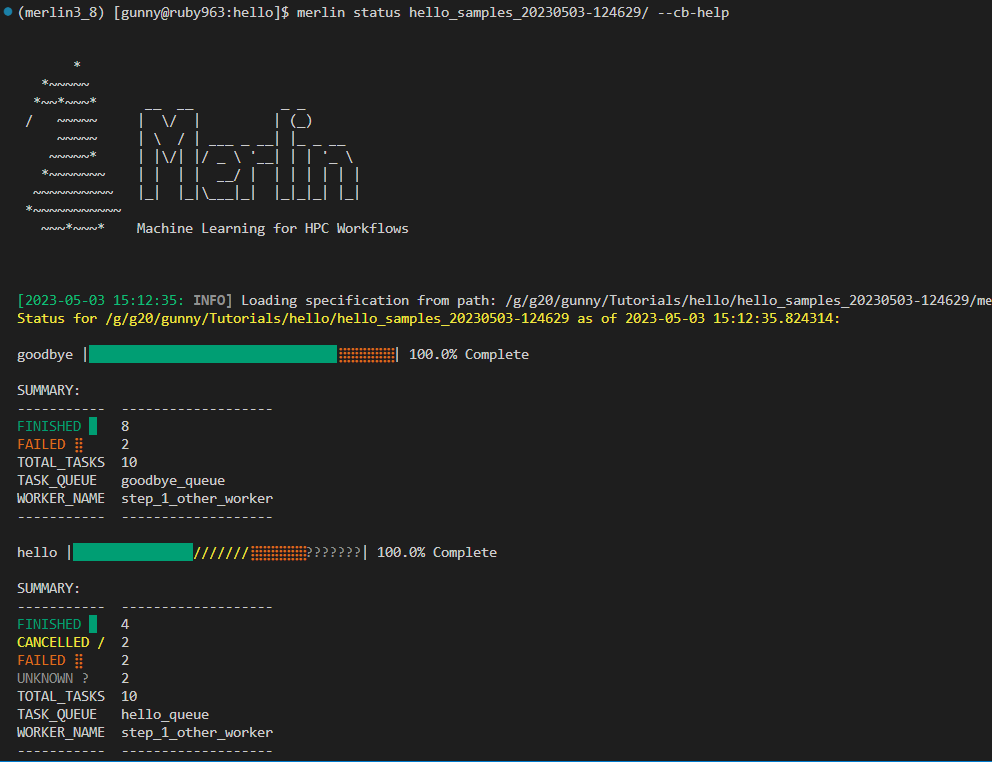 (merlin3_8) [gunny@ruby963:hello]$ merlin status hello_samples_20230503-124629/ --cb-help
Merlin
Machine Learning for HPC Workflows
[2023-05-03 15:12:35: INFO] Loading specification from path: /g/g20/gunny/Tutorials/hello/hello_samples_20230503-124629/me
Status for /g/g20/gunny/Tutorials/hello/hello_samples_20230503-124629 as of 2023-05-03 15:12:35.824314:
goodbye | | 100.0% Complete
SUMMARY:
----------- -------------------
FINISHED 8
FAILED 2
TOTAL_TASKS 10
TASK_QUEUE goodbye_queue
WORKER_NAME step_1_other_worker
----------- -------------------
hello | ///////???????| 100.0% Complete
SUMMARY:
----------- -------------------
FINISHED 4
CANCELLED / 2
FAILED 2
UNKNOWN ? 2
TOTAL_TASKS 10
TASK_QUEUE hello_queue
WORKER_NAME step_1_other_worker
----------- -------------------